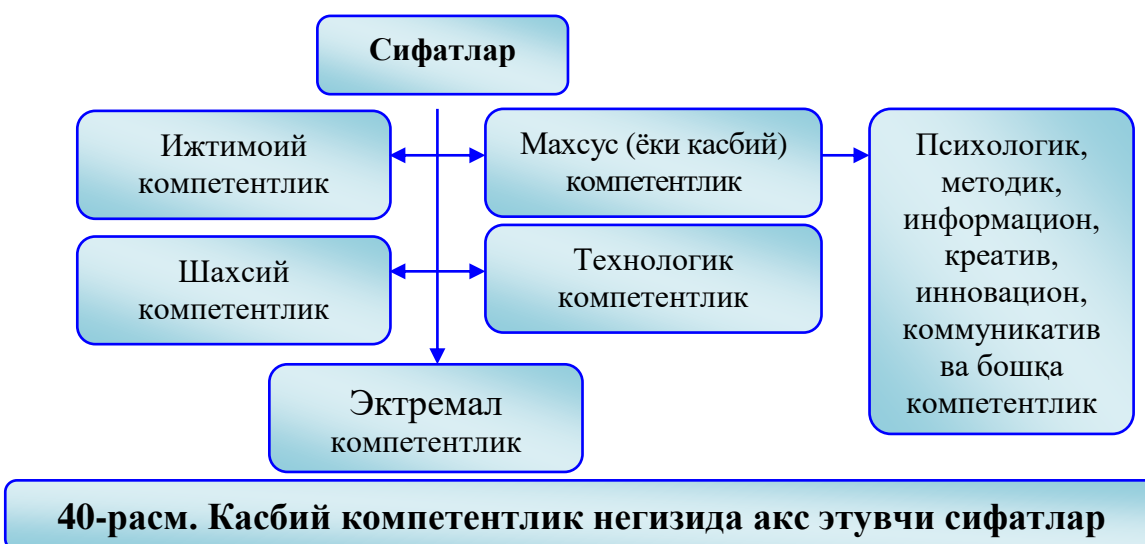 Сифатлар
Ижтимоий
компетентлик
Махсус (ёки касбий)
компетентлик
Психологик,
методик,
информацион,
креатив,
инновацион,
коммуникатив
ва бошқа
компетентлик
Шахсий
компетентлик
Технологик
компетентлик
Эктремал
компетентлик
40-расм. Касбий компетентлик негизида акс этувчи сифатлар